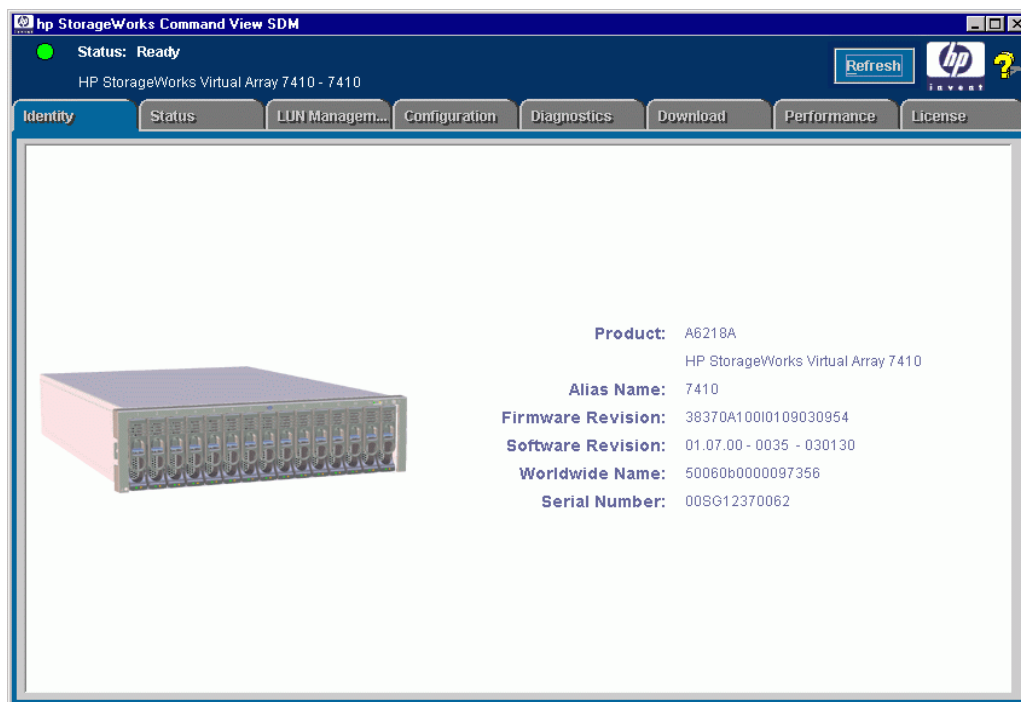 hp StorageWorks Command View SDM
Status: Ready
HP StorageWorks Virtual Array 7410 - 7410
Refresh
hp
invent
?
Identity Status LUN Managem... Configuration Diagnostics Download Performance License
Product: A6218A
HP StorageWorks Virtual Array 7410
Alias Name: 7410
Firmware Revision: 38370A100I0109030954
Software Revision: 01.07.00 - 0035 - 030130
Worldwide Name: 50060b0000097356
Serial Number: 00SG12370062